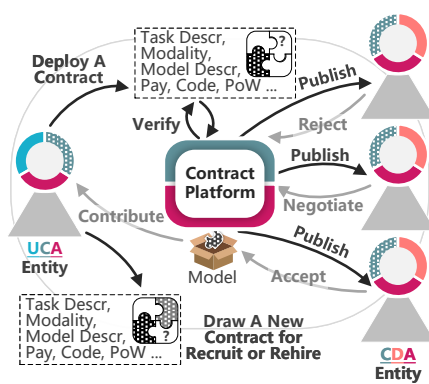 Task Descr,
Modality,
Model Descr,
Pay, Code, PoW ...
?
Deploy A
Contract
Publish
Verify
Reject
Publish
Contract
Platform
Negotiate
Contribute
Publish
UCA
Entity
Model
Accept
Task Descr,
Modality,
Model Descr,
Pay, Code, PoW ...
?
Draw A New
Contract for
Recruit or Rehire
CDA
Entity